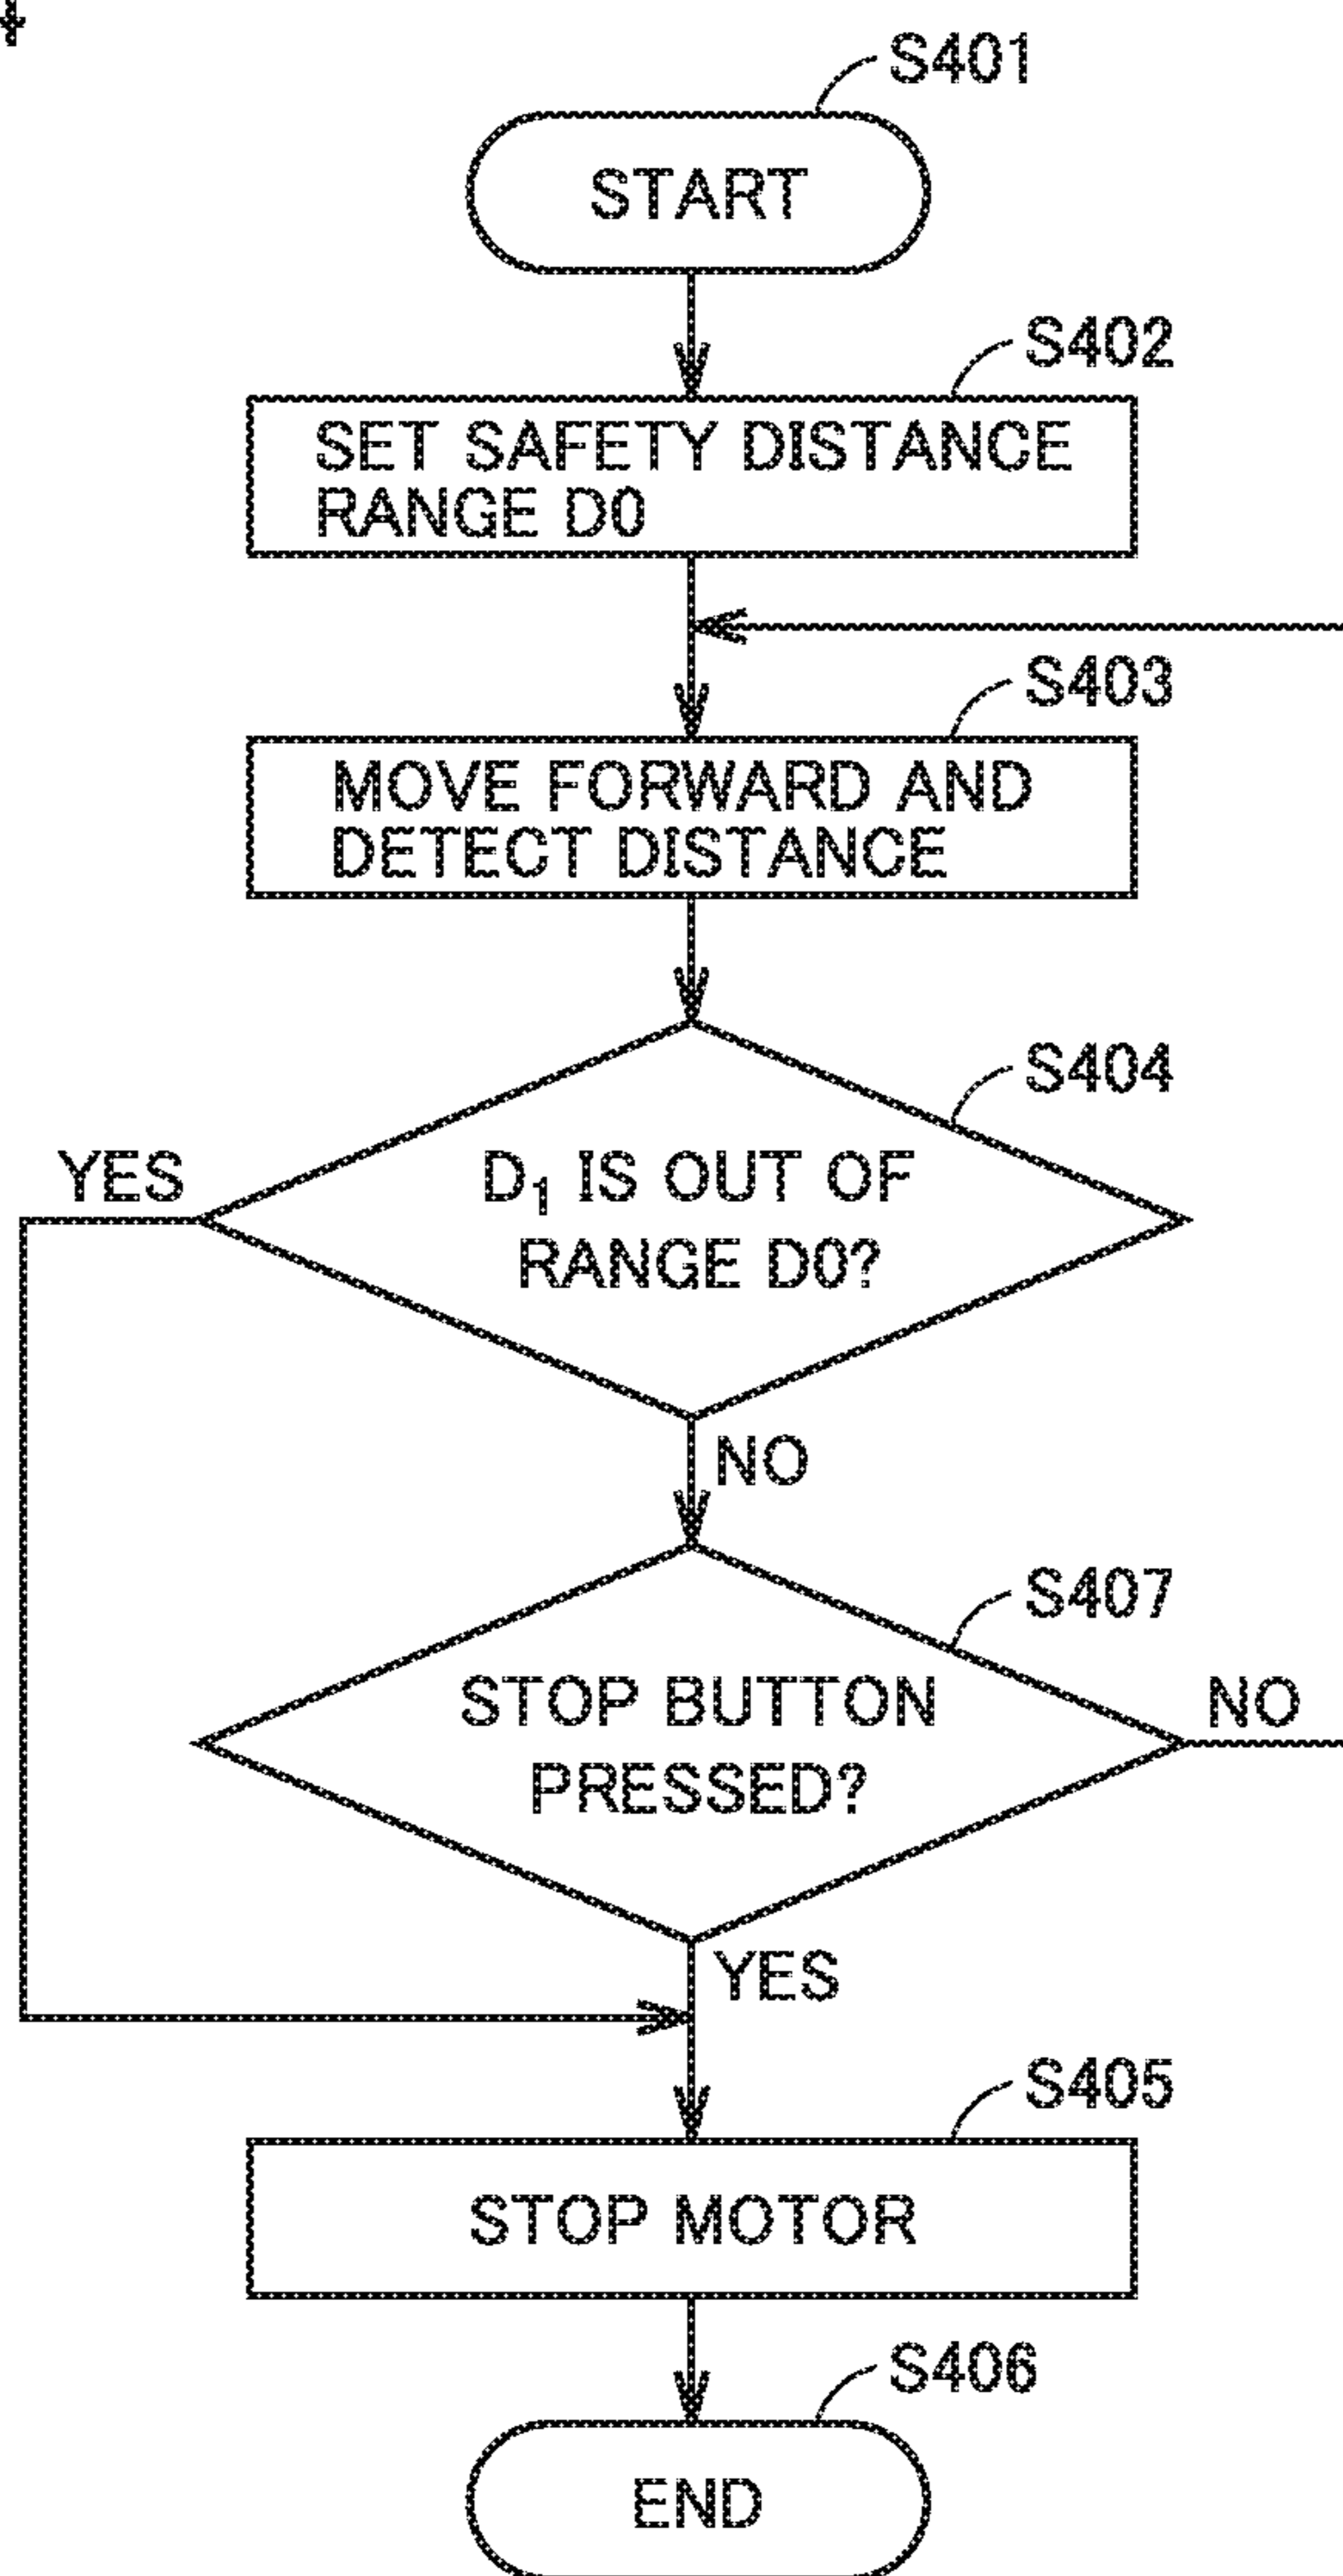 S401
START
S402
SET SAFETY DISTANCE
RANGE D0
S403
MOVE FORWARD AND
DETECT DISTANCE
S404
YES
D₁ IS OUT OF
RANGE D0?
NO
S407
STOP BUTTON
PRESSED?
NO
YES
S405
STOP MOTOR
S406
END